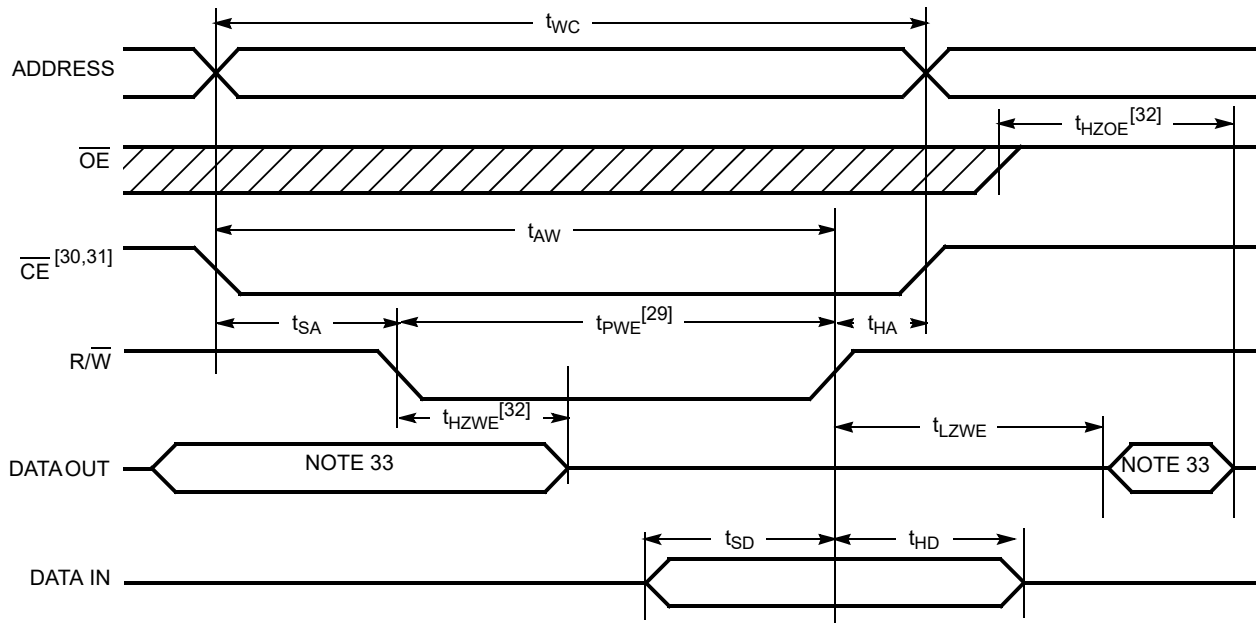 tWC
ADDRESS
tHZOE[32]
OE
tAW
CE [30,31]
tSA
tPWE[29]
tHA
R/W
tHZWE[32]
tLZWE
DATA OUT
NOTE 33
NOTE 33
tSD
tHD
DATA IN